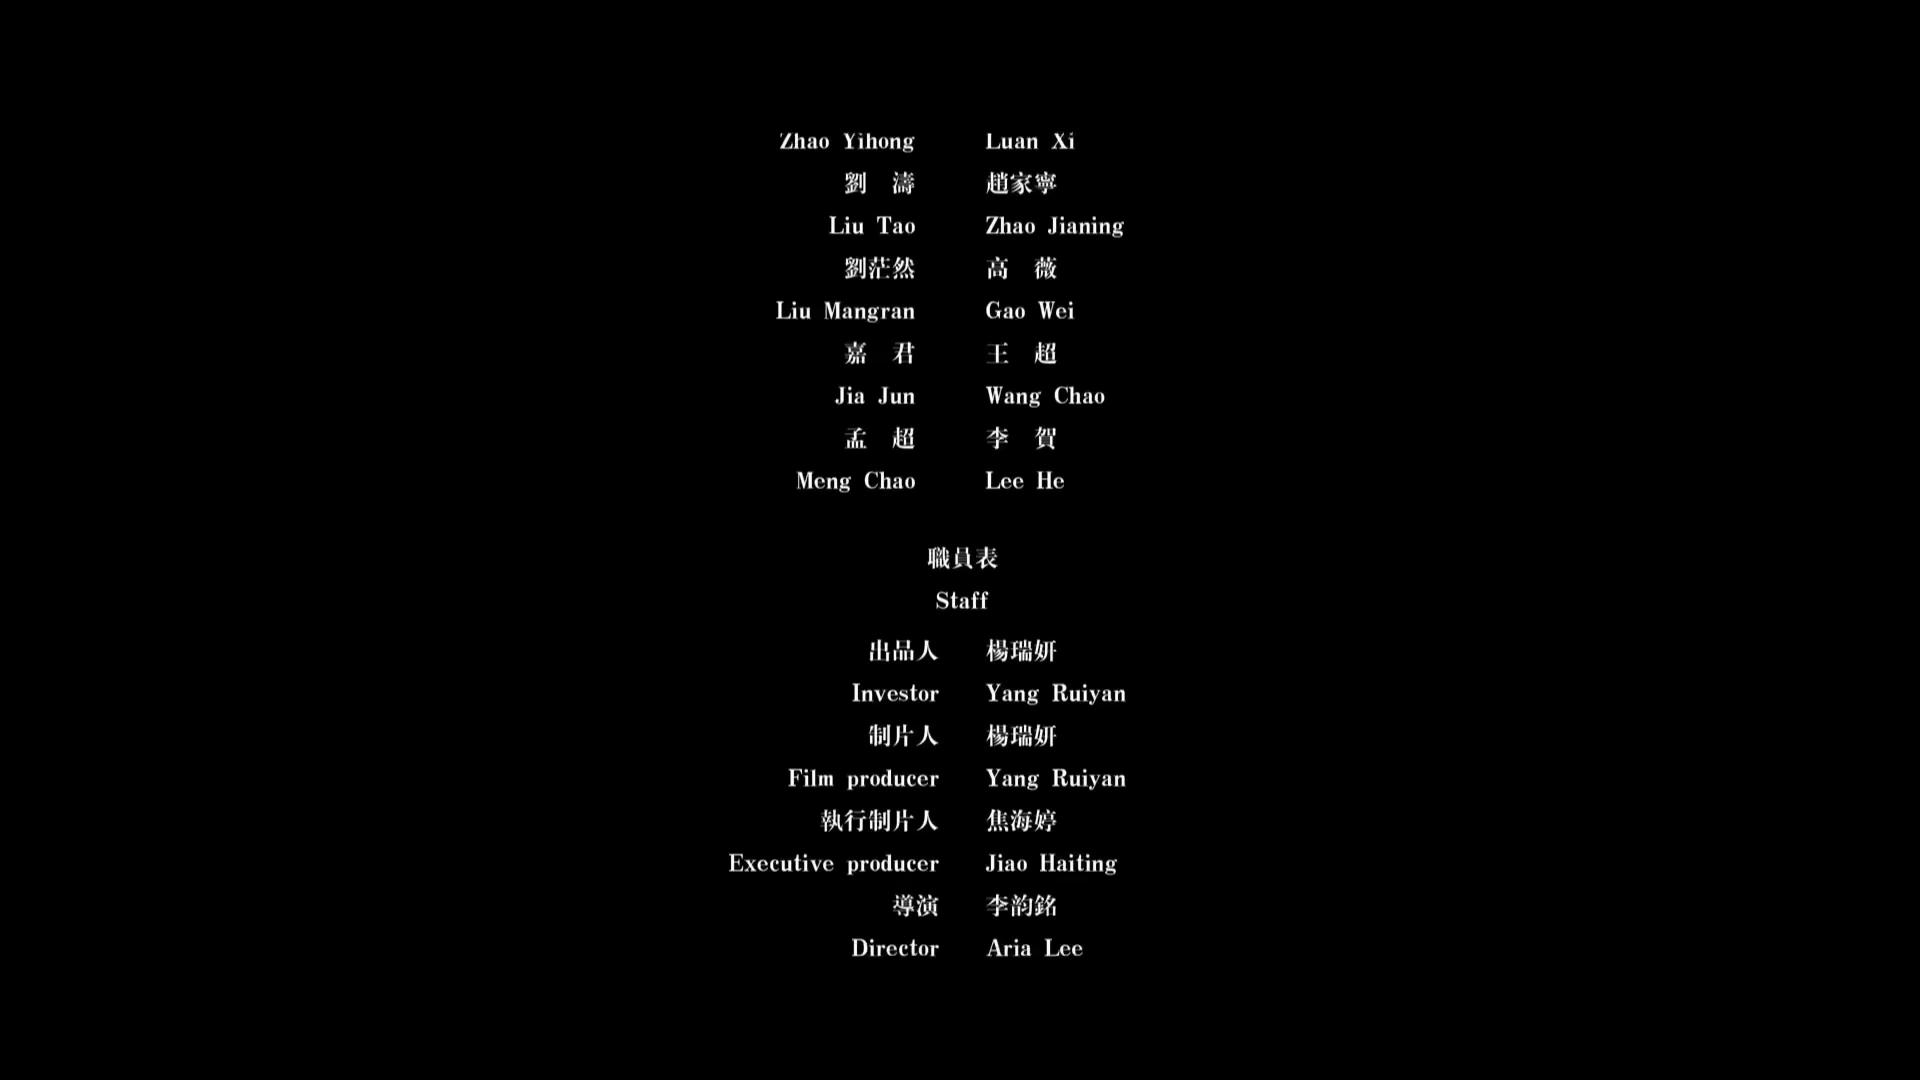 Zhao Yihong Luan Xi
劉 濤 趙家寧
Liu Tao Zhao Jianing
劉茫然 高 薇
Liu Mangran Gao Wei
嘉 君 王 超
Jia Jun Wang Chao
孟 超 李 賀
Meng Chao Lee He
職員表
Staff
出品人 楊瑞妍
Investor Yang Ruiyan
制片人 楊瑞妍
Film producer Yang Ruiyan
執行制片人 焦海婷
Executive producer Jiao Haiting
導演 李韵銘
Director Aria Lee